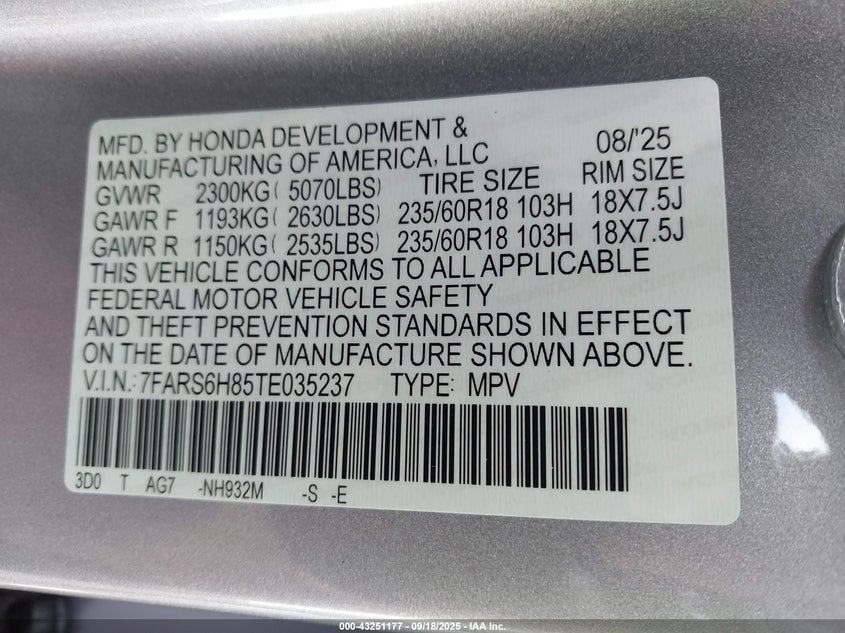 MFD. BY HONDA DEVELOPMENT & 08/'25
MANUFACTURING OF AMERICA, LLC
GVWR 2300KG( 5070LBS) TIRE SIZE RIM SIZE
GAWR F 1193KG( 2630LBS) 235/60R18 103H 18X7.5J
GAWR R 1150KG( 2535LBS) 235/60R18 103H 18X7.5J
THIS VEHICLE CONFORMS TO ALL APPLICABLE
FEDERAL MOTOR VEHICLE SAFETY
AND THEFT PREVENTION STANDARDS IN EFFECT
ON THE DATE OF MANUFACTURE SHOWN ABOVE.
V.I.N.:7FARS6H85TE035237 TYPE: MPV
3D0 T AG7 -NH932M -S -E
000-43251177 - 09/18/2025 - IAA Inc.